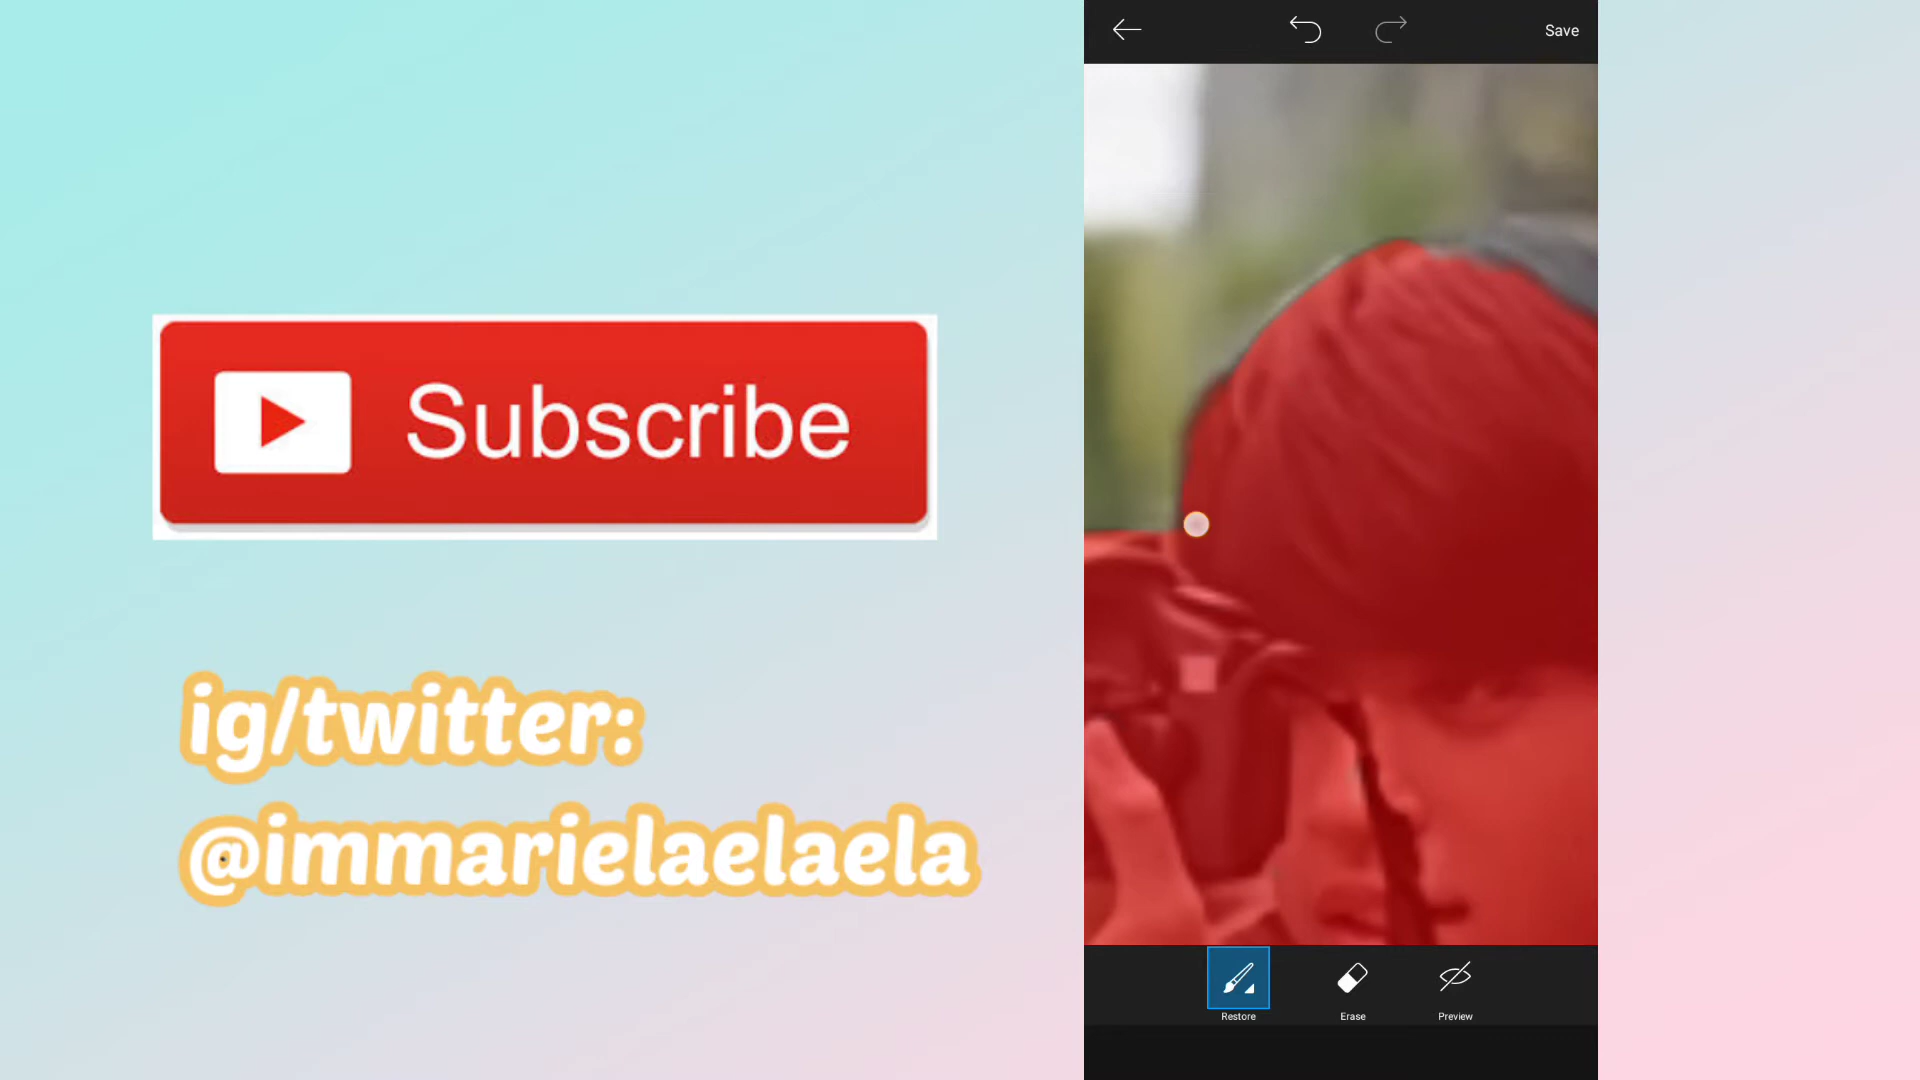 Save
Subscribe
ig/twitter:
@immarielaelaela
Restore
Erase
Preview